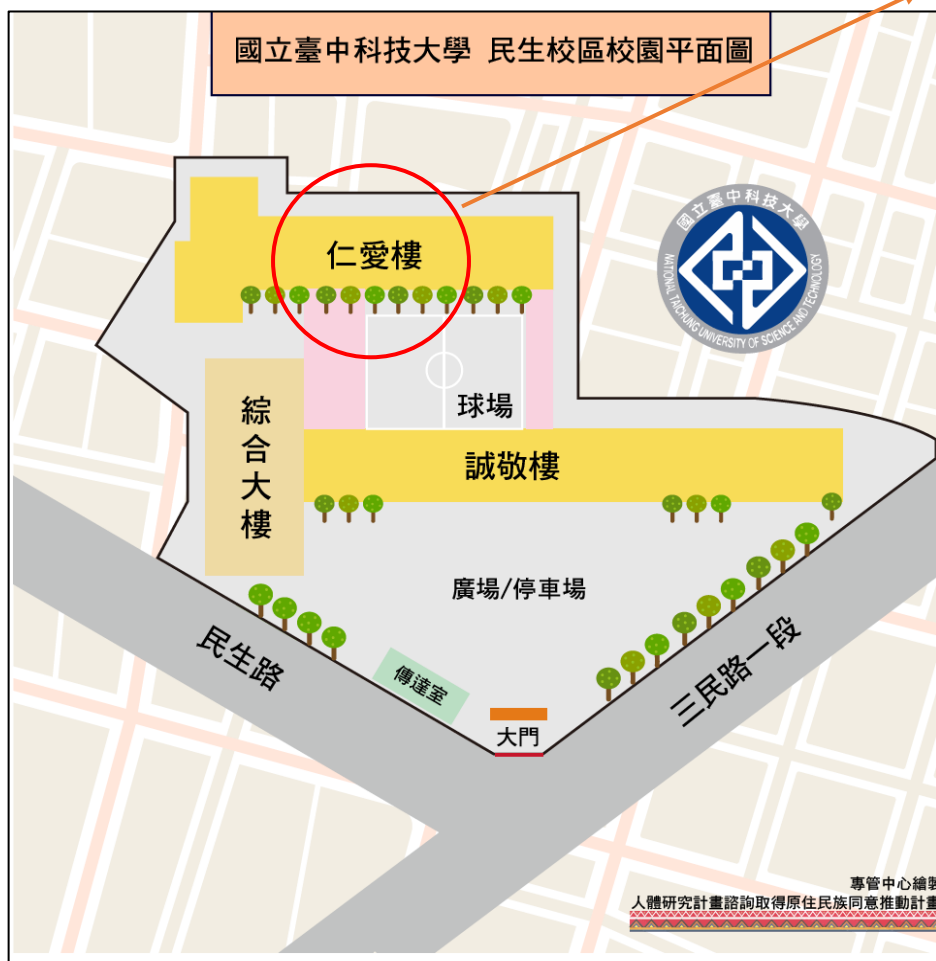 國立臺中科技大學 民生校區校園平面圖
國立臺中科技大學
NATIONAL TAICHUNG UNIVERSITY OF SCIENCE AND TECHNOLOGY
仁愛樓
球場
綜合大樓
誠敬樓
廣場/停車場
民生路
傳達室
三民路一段
大門
專管中心繪製
人體研究計畫諮詢取得原住民族同意推動計畫